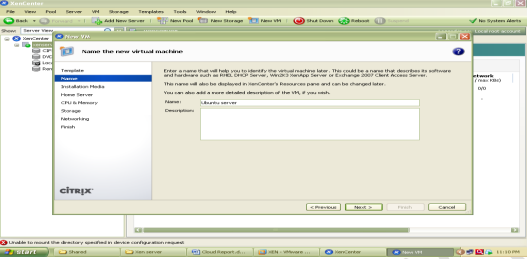 XenCenter
File View Pool Server VM Storage Templates Tools Window Help
Back Add New Server New Pool New Storage New VM Shut Down Reboot No System Alerts
Show: Server View Local root account
XenCenter
New VM
Name the new virtual machine
Template
Name
Installation Media
Home Server
CPU & Memory
Storage
Networking
Finish
Enter a name that will help you to identify the virtual machine later. This could be a name that describes its software
and hardware such as RHEL DHCP Server, Win2K3 XenApp Server or Exchange 2007 Client Access Server.
This name will also be displayed in XenCenter's Resources pane and can be changed later.
You can also add a more detailed description of the VM, if you wish.
Name: Ubuntu server
Description:
CITRIX
< Previous Next > Finish Cancel
Unable to mount the directory specified in device configuration request
start Shared Xen server Cloud Report.d... XEN - VMware ... XenCenter New VM 11:10 PM